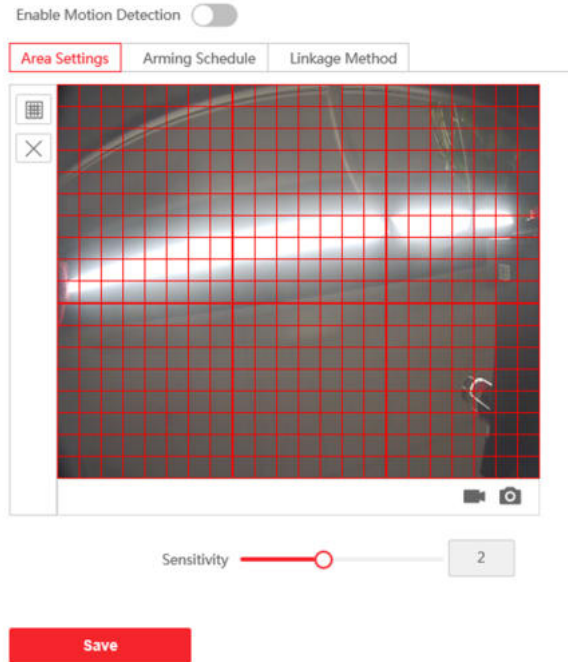 Enable Motion Detection
Area Settings Arming Schedule Linkage Method
Sensitivity 2
Save